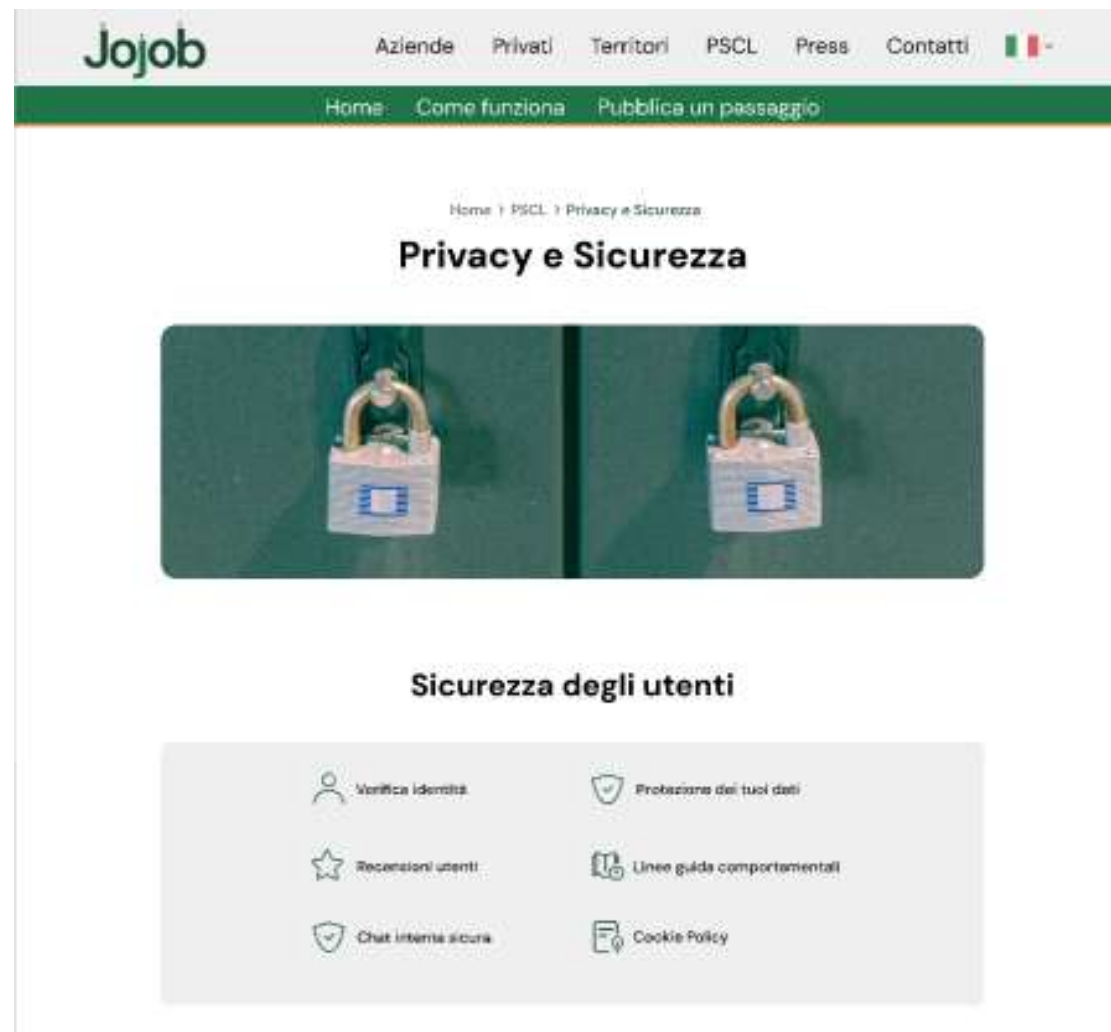 Jojob
Aziende Privati Territori PSCL Press Contatti
Home Come funziona Pubblica un passaggio
Home > PSCL > Privacy e Sicurezza
Privacy e Sicurezza
Sicurezza degli utenti
Verifica identità
Protezione dei tuoi dati
Recensioni utenti
Linee guida comportamentali
Chat interna sicura
Cookie Policy